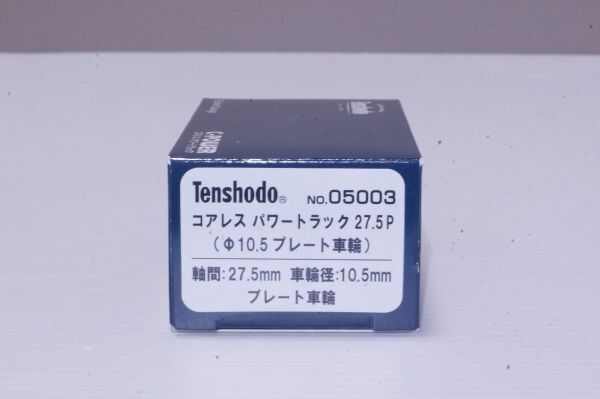 Tenshodo
C-POWER
Tenshodo® NO.05003
コアレス パワートラック 27.5P
(Φ10.5プレート車輪)
軸間:27.5mm 車輪径:10.5mm
プレート車輪